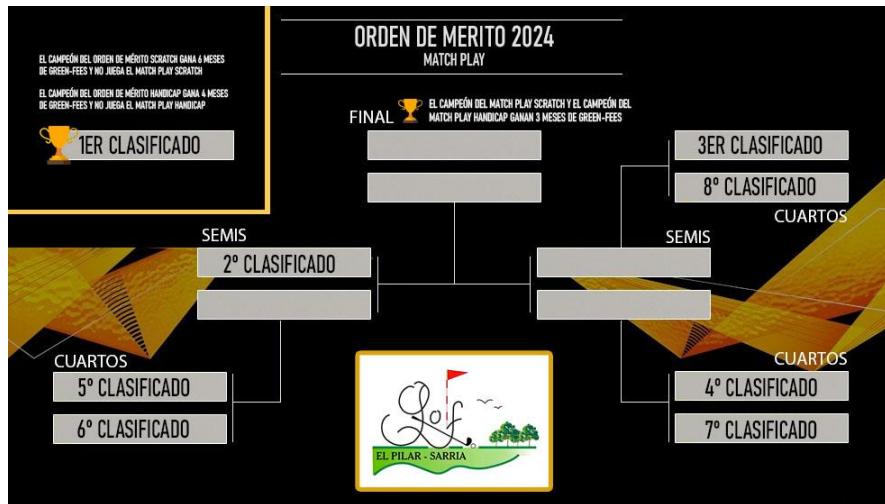 ORDEN DE MERITO 2024
MATCH PLAY
EL CAMPEÓN DEL ORDEN DE MÉRITO SCRATCH GANA 6 MESES
DE GREEN-FEES Y NO JUEGA EL MATCH PLAY SCRATCH
EL CAMPEÓN DEL ORDEN DE MÉRITO HANDICAP GANA 4 MESES
DE GREEN-FEES Y NO JUEGA EL MATCH PLAY HANDICAP
1ER CLASIFICADO
FINAL
EL CAMPEÓN DEL MATCH PLAY SCRATCH Y EL CAMPEÓN DEL
MATCH PLAY HANDICAP GANAN 3 MESES DE GREEN-FEES
3ER CLASIFICADO
8º CLASIFICADO
CUARTOS
SEMIS
2º CLASIFICADO
SEMIS
CUARTOS
5º CLASIFICADO
6º CLASIFICADO
CUARTOS
4º CLASIFICADO
7º CLASIFICADO
Golf
EL PILAR - SARRIA